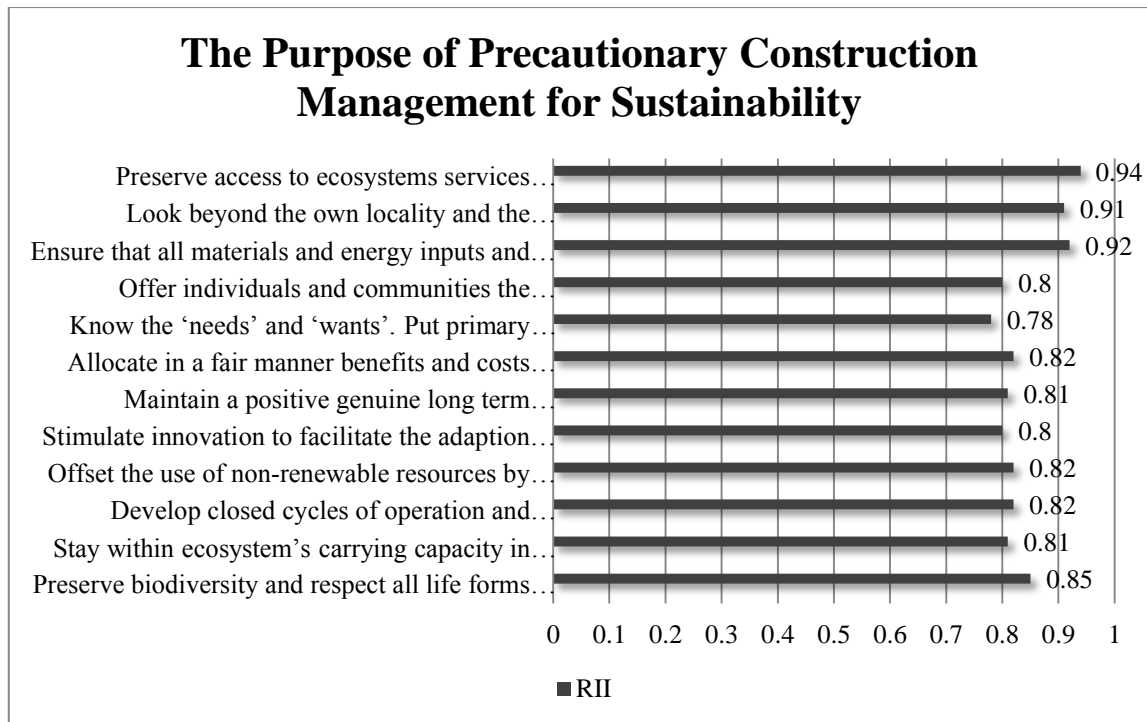 The Purpose of Precautionary Construction
Management for Sustainability
Preserve access to ecosystems services… 0.94
Look beyond the own locality and the… 0.91
Ensure that all materials and energy inputs and… 0.92
Offer individuals and communities the… 0.8
Know the ‘needs’ and ‘wants’. Put primary… 0.78
Allocate in a fair manner benefits and costs… 0.82
Maintain a positive genuine long term… 0.81
Stimulate innovation to facilitate the adaption… 0.8
Offset the use of non-renewable resources by… 0.82
Develop closed cycles of operation and… 0.82
Stay within ecosystem’s carrying capacity in… 0.81
Preserve biodiversity and respect all life forms… 0.85
0 0.1 0.2 0.3 0.4 0.5 0.6 0.7 0.8 0.9 1
RII